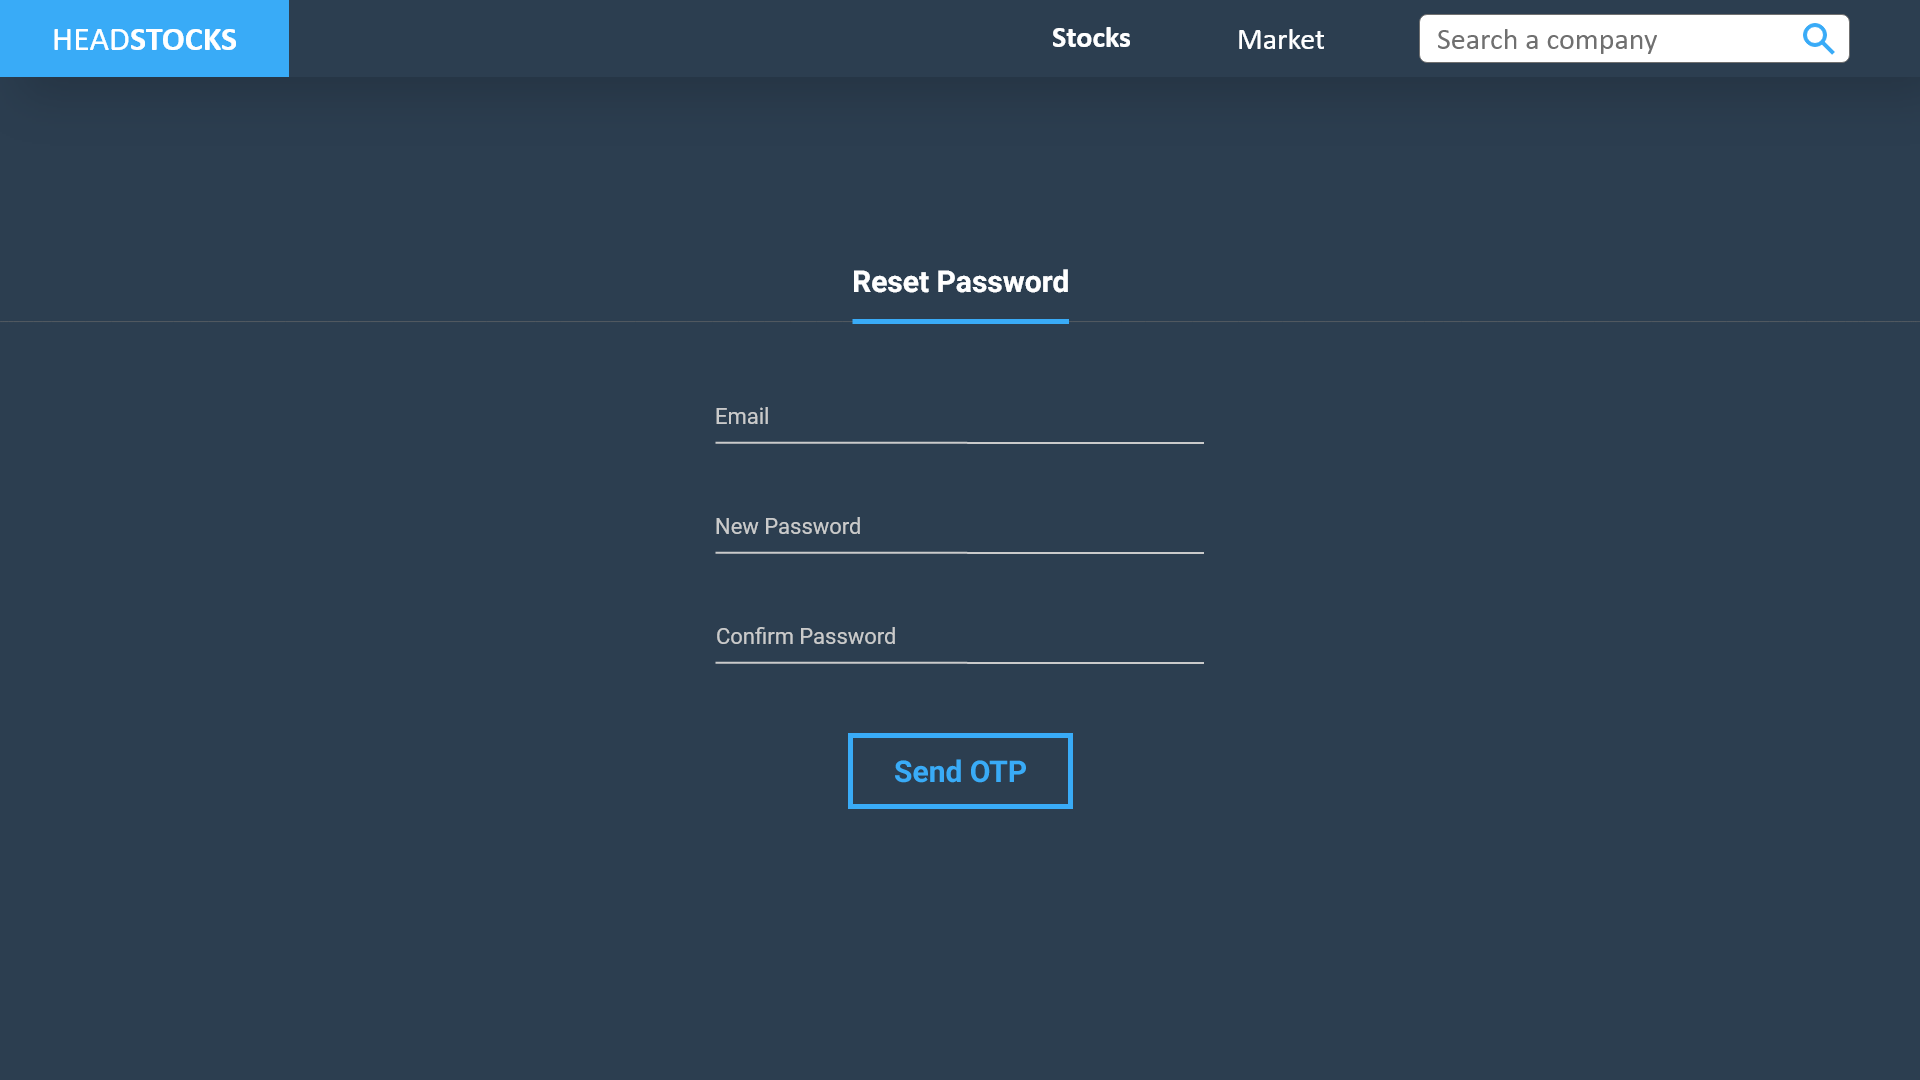 HEADSTOCKS
Stocks
Market
Search a company
Reset Password
Email
New Password
Confirm Password
Send OTP